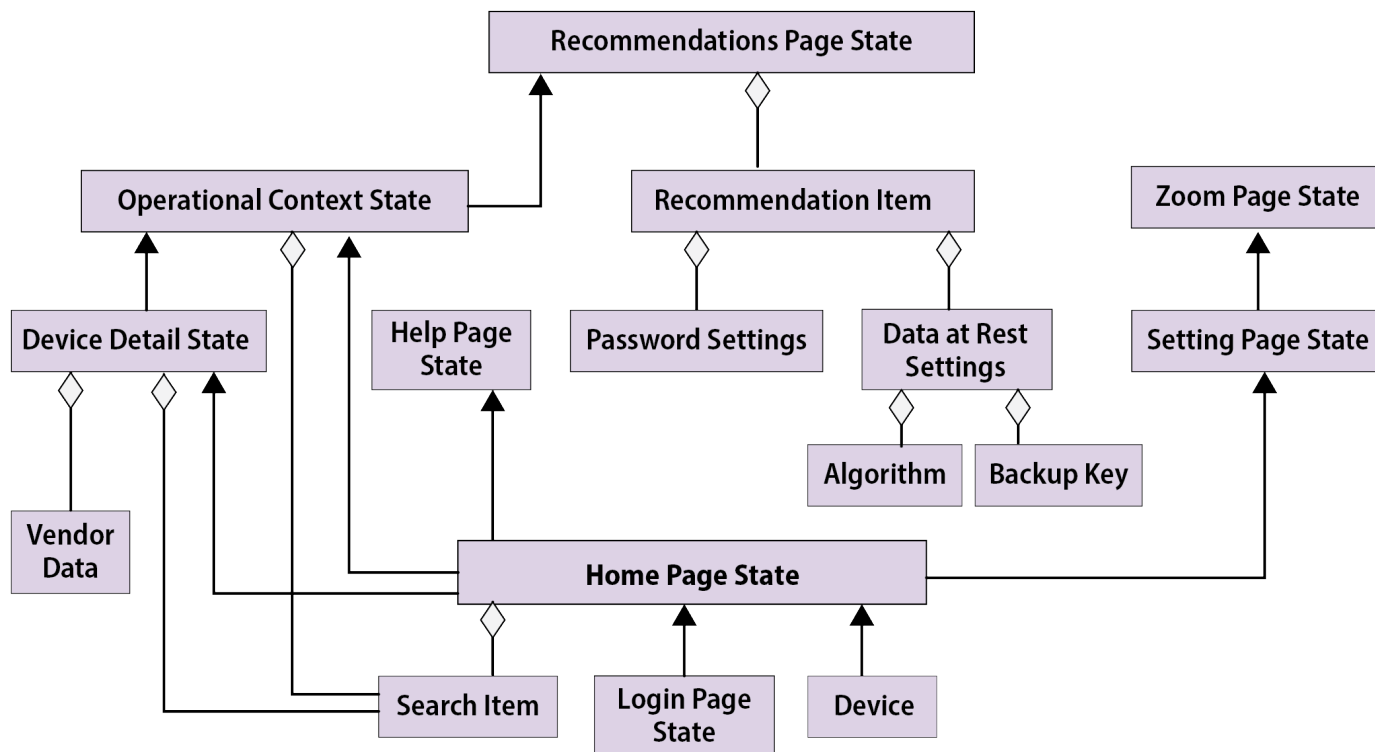 Recommendations Page State
Operational Context State
Recommendation Item
Zoom Page State
Device Detail State
Help Page
State
Password Settings
Data at Rest
Settings
Setting Page State
Algorithm
Backup Key
Vendor
Data
Home Page State
Search Item
Login Page
State
Device